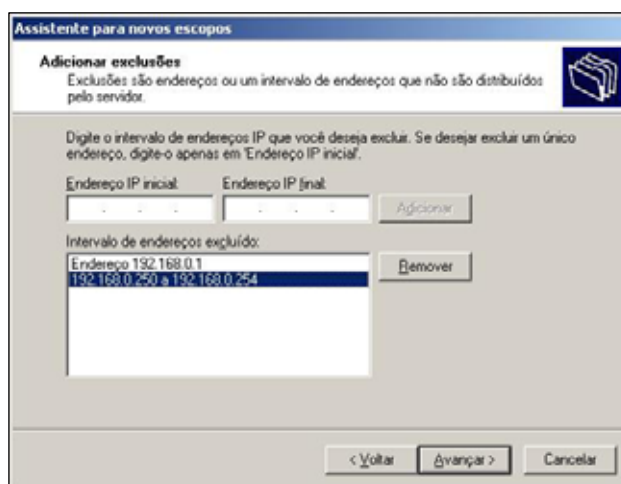 Assistente para novos escopos
Adicionar exclusões
Exclusões são endereços ou um intervalo de endereços que não são distribuídos
pelo servidor.
Digite o intervalo de endereços IP que você deseja excluir. Se desejar excluir um único
endereço, digite-o apenas em 'Endereço IP inicial'.
Endereço IP inicial: Endereço IP final:
Adicionar
Intervalo de endereços excluído:
Endereço 192.168.0.1
192.168.0.250 a 192.168.0.254
Remover
< Voltar Avançar > Cancelar